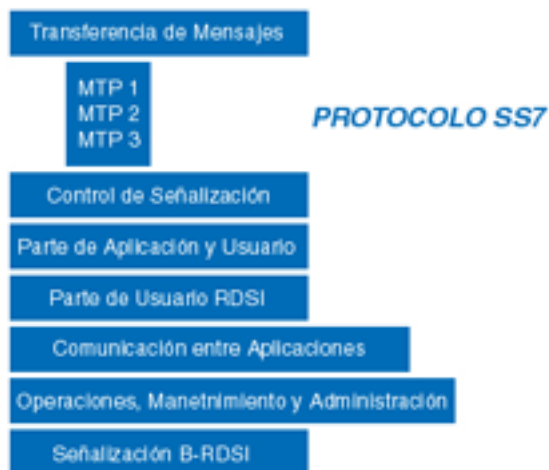 Transferencia de Mensajes
MTP 1
MTP 2
MTP 3
PROTOCOLO SS7
Control de Señalización
Parte de Aplicación y Usuario
Parte de Usuario RDSI
Comunicación entre Aplicaciones
Operaciones, Manetnimiento y Administración
Señalización B-RDSI